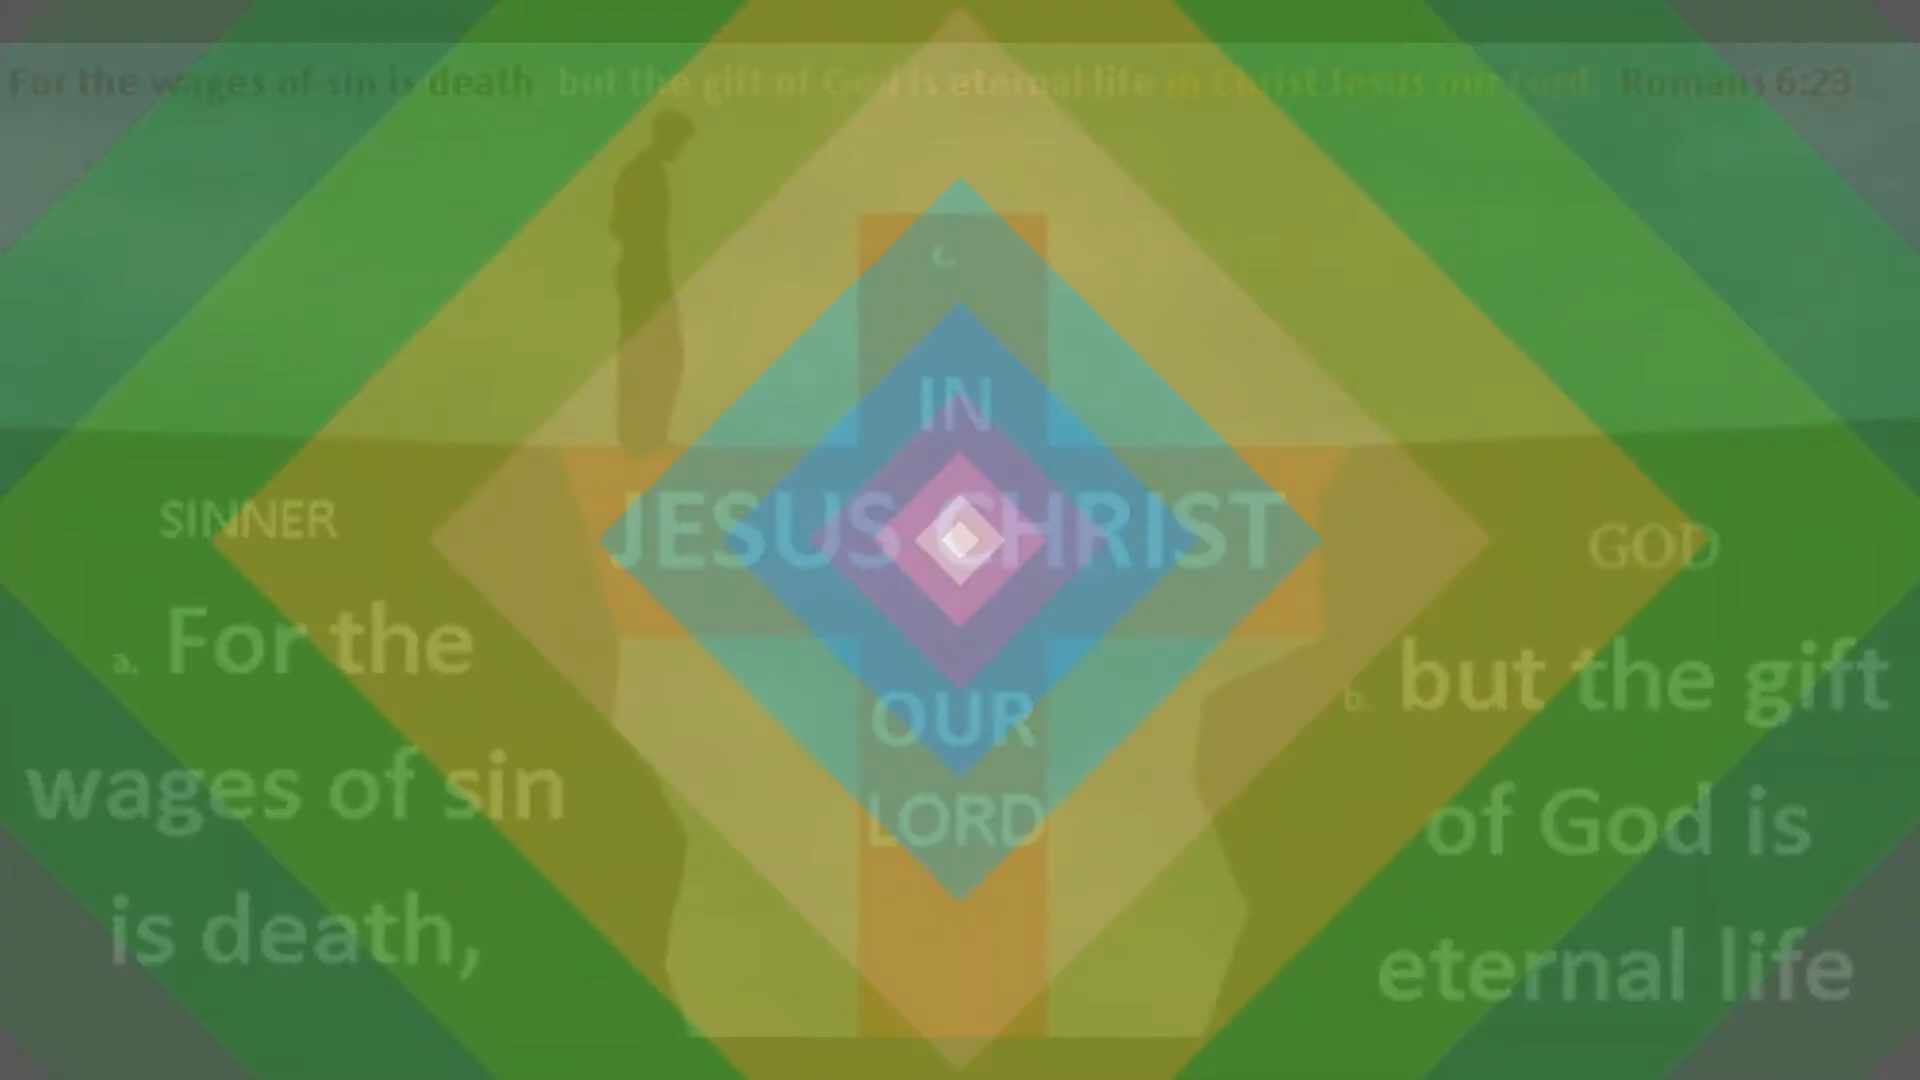 For the wages of sin is death but the gift of God is eternal life in Christ Jesus our Lord. Romans 6:23
c.
IN
JESUS CHRIST
OUR
LORD
SINNER
a. For the
wages of sin
is death,
GOD
b. but the gift
of God is
eternal life